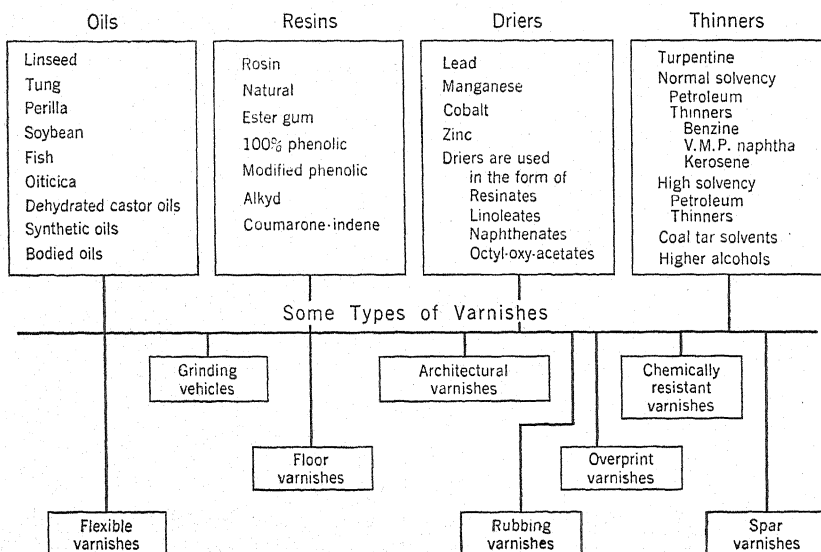 Oils
Linseed
Tung
Perilla
Soybean
Fish
Oiticica
Dehydrated castor oils
Synthetic oils
Bodied oils
Resins
Rosin
Natural
Ester gum
100% phenolic
Modified phenolic
Alkyd
Coumarone-indene
Driers
Lead
Manganese
Cobalt
Zinc
Driers are used
in the form of
Resinates
Linoleates
Naphthenates
Octyl-oxy-acetates
Thinners
Turpentine
Normal solvency
Petroleum
Thinners
Benzine
V.M.P. naphtha
Kerosene
High solvency
Petroleum
Thinners
Coal tar solvents
Higher alcohols
Some Types of Varnishes
Grinding
vehicles
Architectural
varnishes
Chemically
resistant
varnishes
Floor
varnishes
Overprint
varnishes
Flexible
varnishes
Rubbing
varnishes
Spar
varnishes